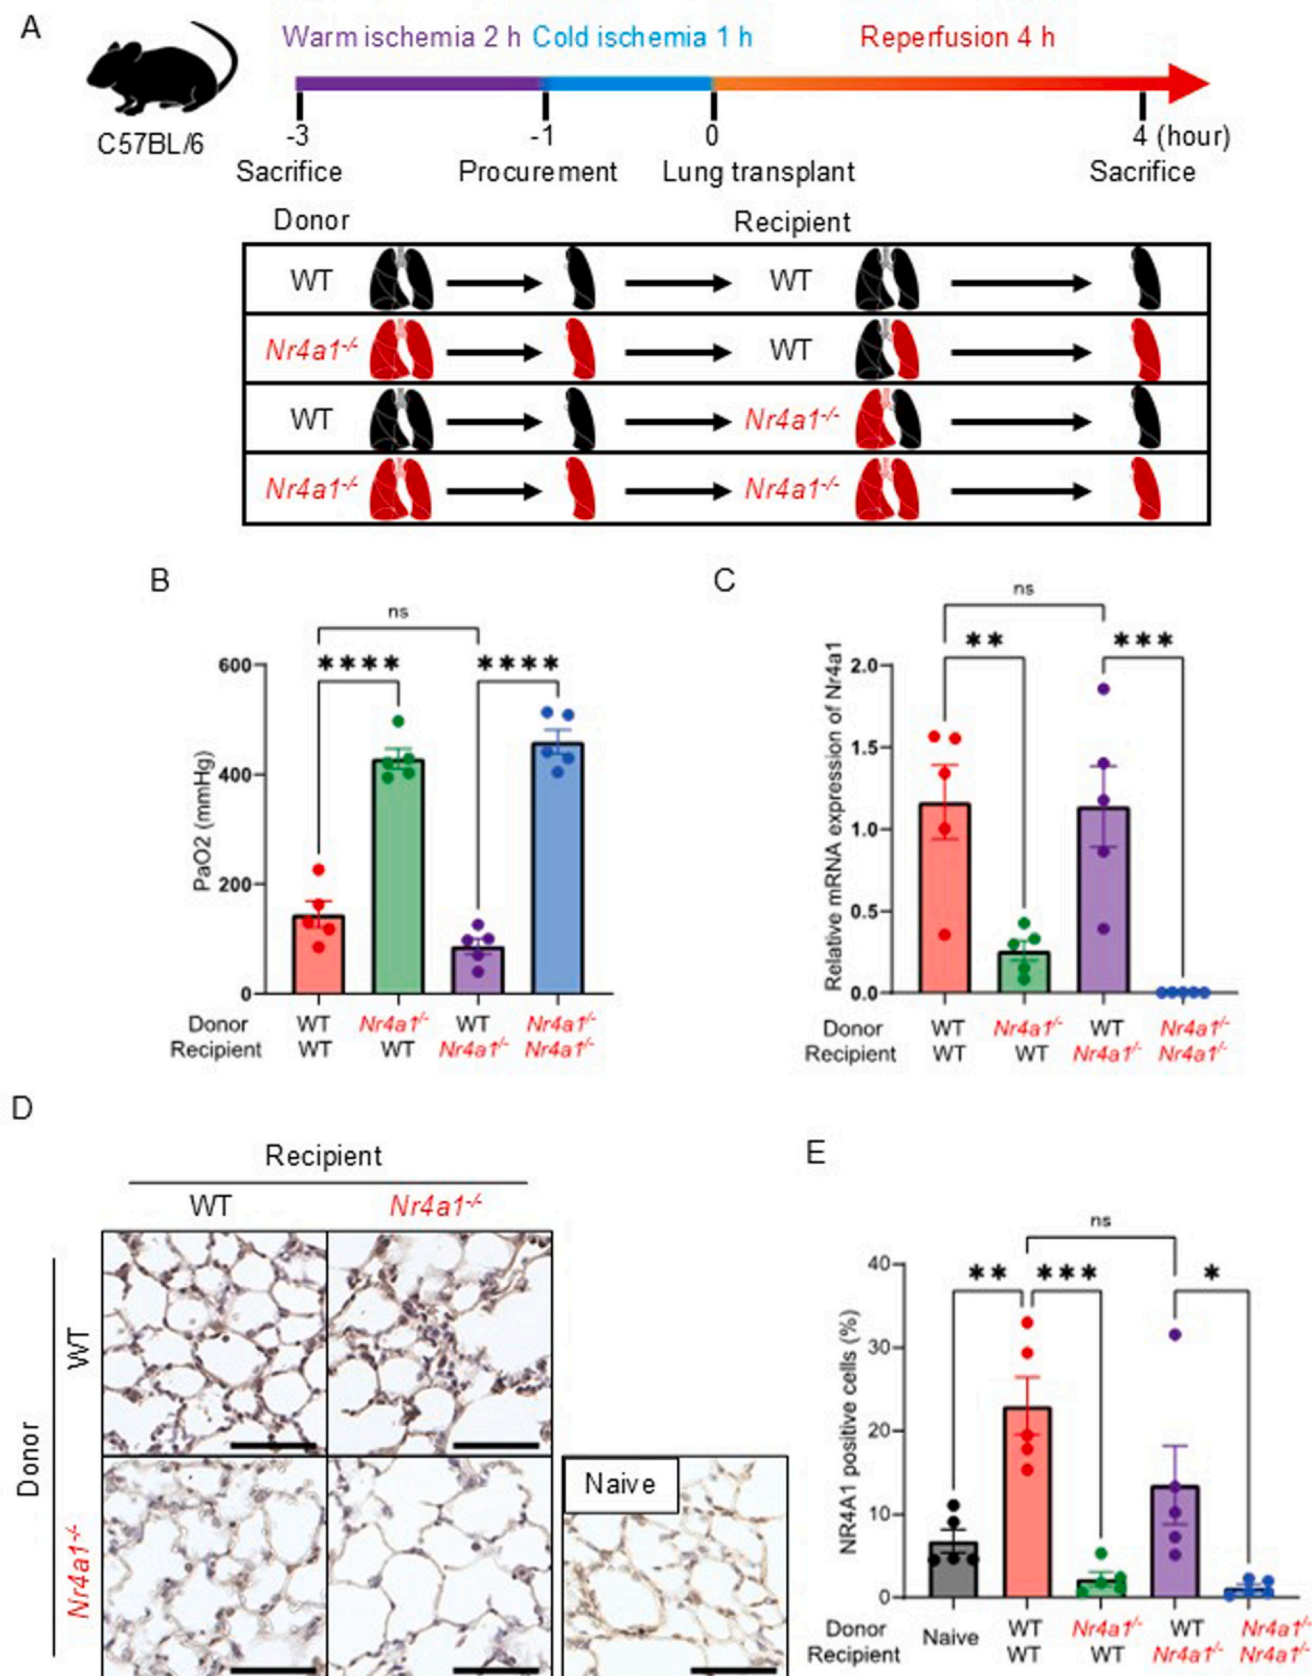 A
Warm ischemia 2 h Cold ischemia 1 h Reperfusion 4 h
C57BL/6
-3 -1 0 4 (hour)
Sacrifice Procurement Lung transplant Sacrifice
Donor Recipient
WT WT
Nr4a1-/- WT
WT Nr4a1-/-
Nr4a1-/- Nr4a1-/-
B
ns
**** ****
PaO2 (mmHg)
600
400
200
0
Donor WT Nr4a1/- WT Nr4a1/-
Recipient WT WT Nr4a1/- Nr4a1/-
C
ns
** ***
Relative mRNA expression of Nr4a1
2.0
1.5
1.0
0.5
0.0
Donor WT Nr4a1/- WT Nr4a1/-
Recipient WT WT Nr4a1/- Nr4a1/-
D
Recipient
WT Nr4a1-/-
Donor
WT
Nr4a1-/-
Naive
E
ns
** *** *
NR4A1 positive cells (%)
40
30
20
10
0
Donor Naive WT Nr4a1/- WT Nr4a1/-
Recipient WT WT Nr4a1/- Nr4a1/-